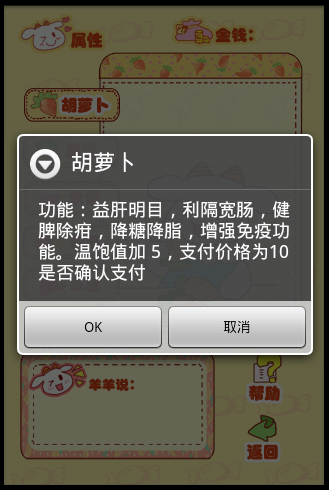 属性
金钱：
胡萝卜
胡萝卜
功能：益肝明目，利隔宽肠，健
脾除疳，降糖降脂，增强免疫功
能。温饱值加 5，支付价格为10
是否确认支付
OK
取消
羊羊说：
帮助
返回